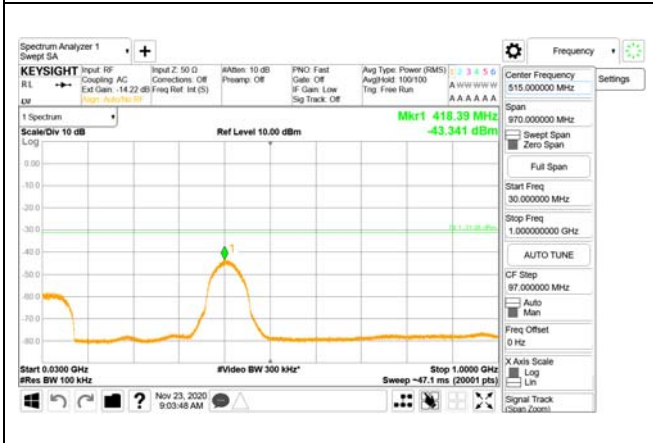 Spectrum Analyzer 1
Swept SA
+
Frequency
KEYSIGHT
Input: RF
Coupling: AC
Ext Gain: -14.22 dB
Align: Auto/No RF
Input Z: 50 Ω
Corrections: Off
Freq Ref: Int (S)
#Atten: 10 dB
Preamp: Off
PNO: Fast
Gate: Off
IF Gain: Low
Sig Track: Off
Avg Type: Power (RMS)
Avg|Hold: 100/100
Trig: Free Run
1 2 3 4 5 6
A W W W W W
A A A A A A
RL
1 Spectrum
Scale/Div 10 dB
Log
Ref Level 10.00 dBm
Mkr1 418.39 MHz
-43.341 dBm
0.00
-10.0
-20.0
-30.0
-40.0
-50.0
-60.0
-70.0
-80.0
1
Start 0.0300 GHz
#Res BW 100 kHz
#Video BW 300 kHz*
Stop 1.0000 GHz
Sweep ~47.1 ms (20001 pts)
Nov 23, 2020
9:03:48 AM
?
Center Frequency
515.000000 MHz
Settings
Span
970.000000 MHz
Swept Span
Zero Span
Full Span
Start Freq
30.000000 MHz
Stop Freq
1.000000000 GHz
AUTO TUNE
CF Step
97.000000 MHz
Auto
Man
Freq Offset
0 Hz
X Axis Scale
Log
Lin
Signal Track
(Span Zoom)